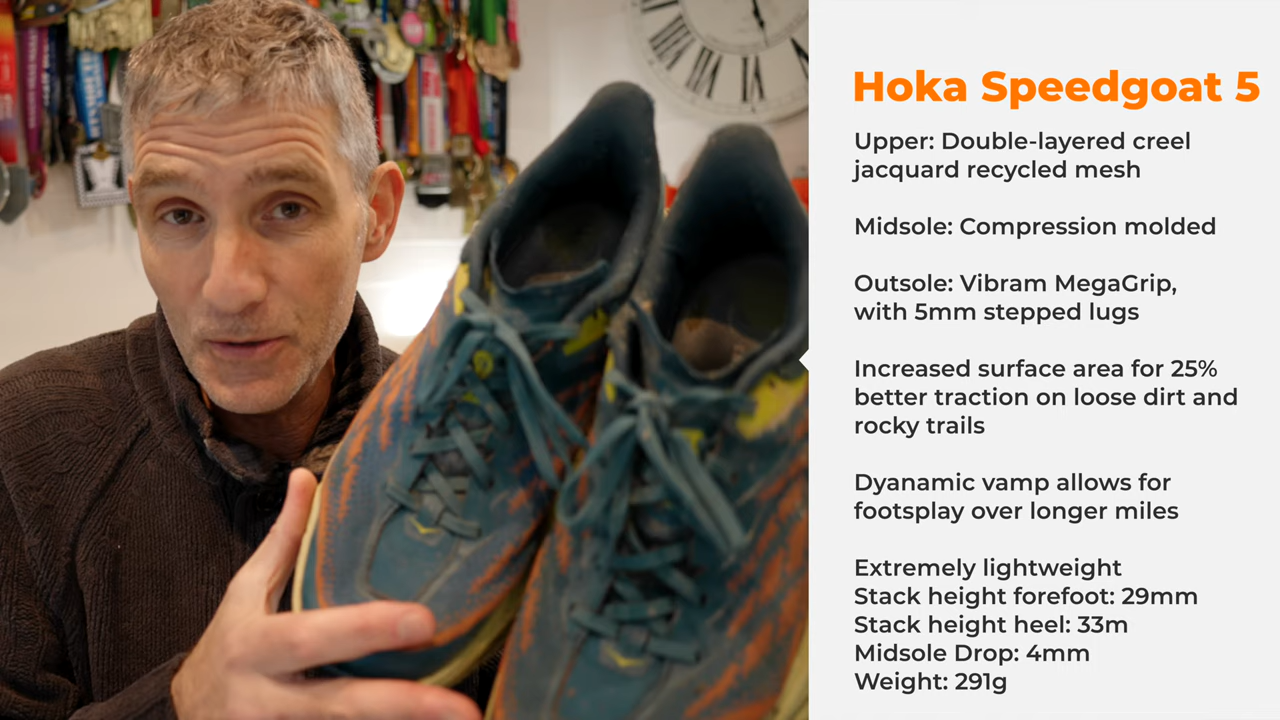 Hoka Speedgoat 5
Upper: Double-layered creel
jacquard recycled mesh
Midsole: Compression molded
Outsole: Vibram MegaGrip,
with 5mm stepped lugs
Increased surface area for 25%
better traction on loose dirt and
rocky trails
Dyanamic vamp allows for
footsplay over longer miles
Extremely lightweight
Stack height forefoot: 29mm
Stack height heel: 33m
Midsole Drop: 4mm
Weight: 291g